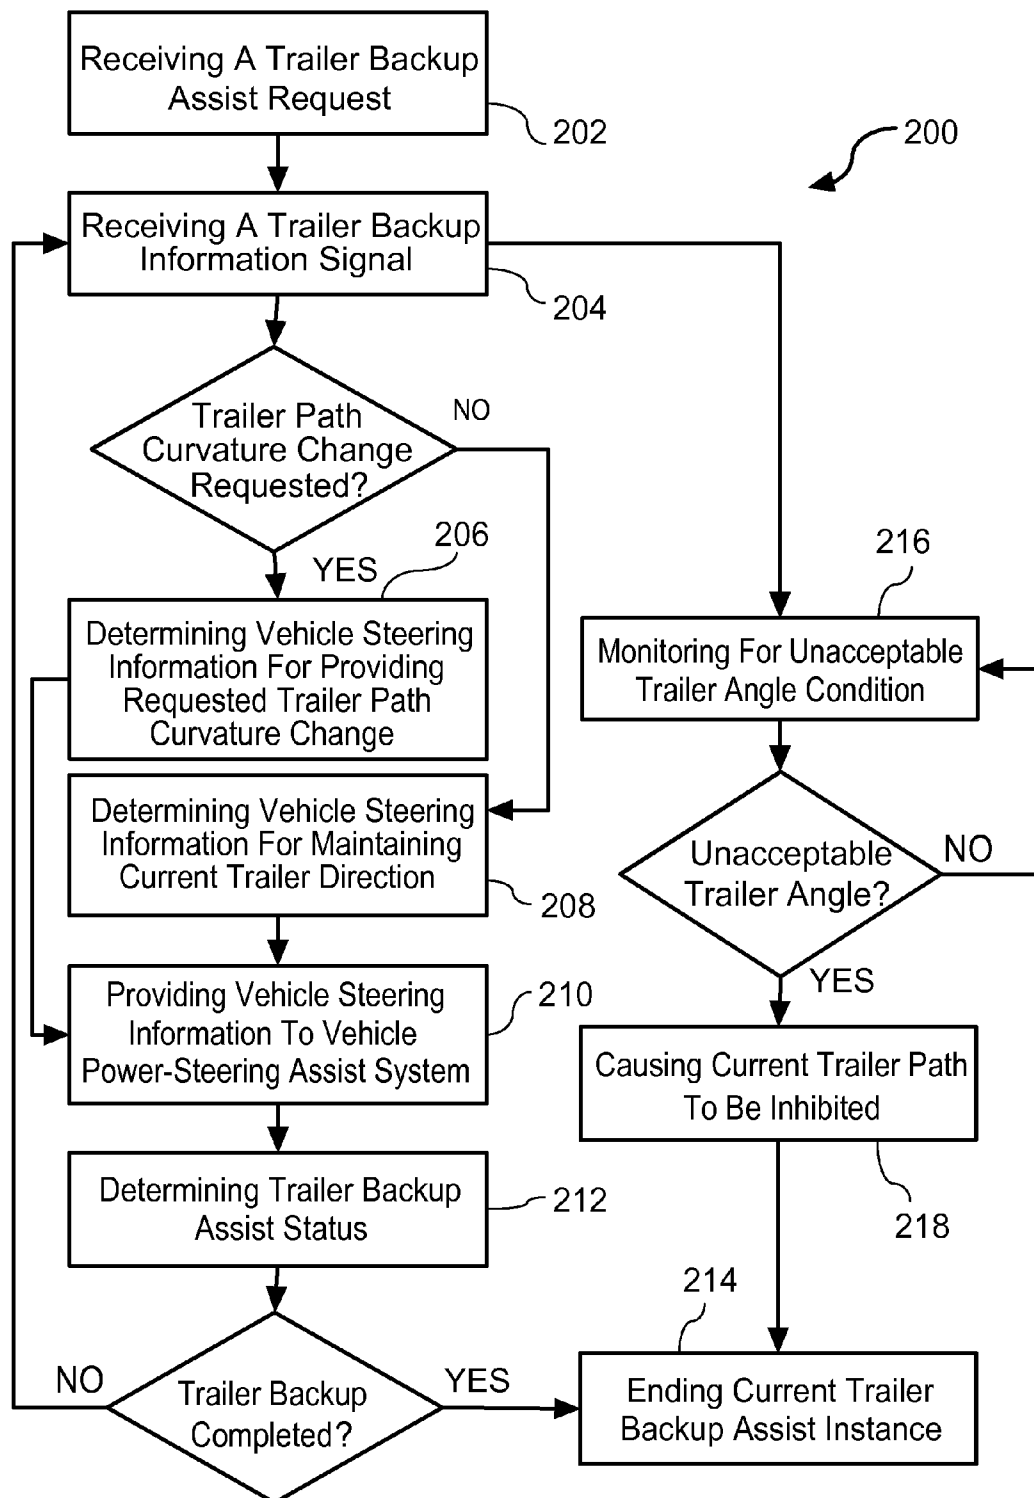 Receiving A Trailer Backup
Assist Request
202
200
Receiving A Trailer Backup
Information Signal
204
Trailer Path
Curvature Change
Requested?
NO
YES
206
Determining Vehicle Steering
Information For Providing
Requested Trailer Path
Curvature Change
Determining Vehicle Steering
Information For Maintaining
Current Trailer Direction
208
Providing Vehicle Steering
Information To Vehicle
Power-Steering Assist System
210
Determining Trailer Backup
Assist Status
212
Trailer Backup
Completed?
NO
YES
216
Monitoring For Unacceptable
Trailer Angle Condition
Unacceptable
Trailer Angle?
NO
YES
Causing Current Trailer Path
To Be Inhibited
218
214
Ending Current Trailer
Backup Assist Instance